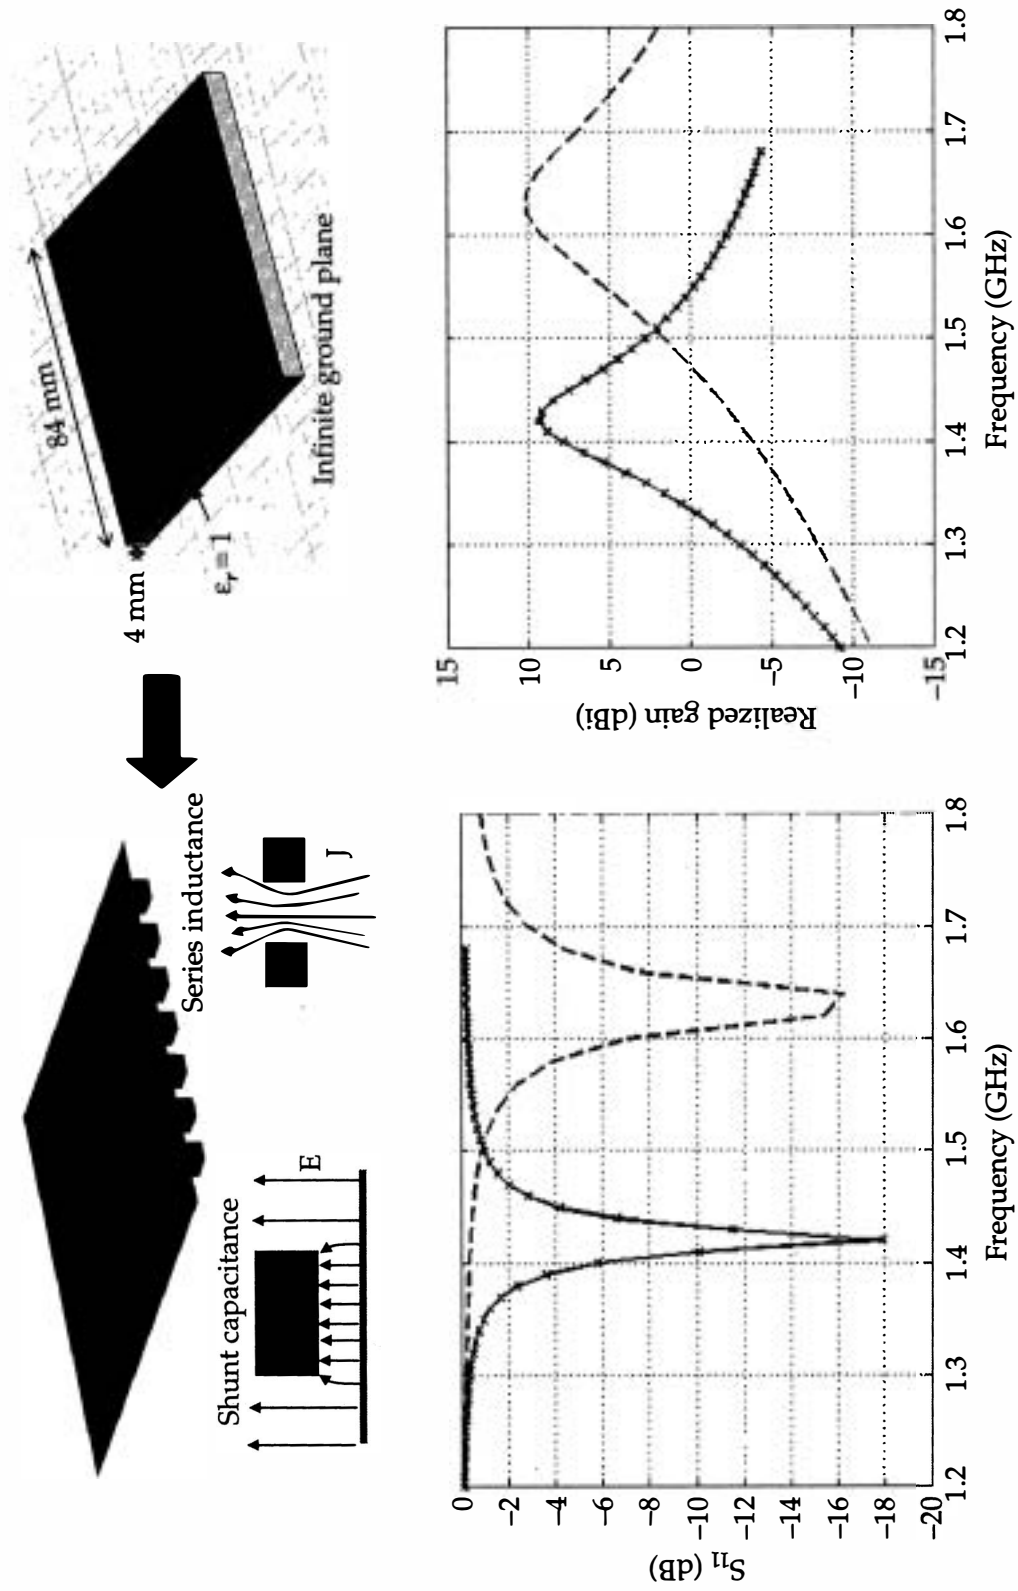 Shunt capacitance
E
Series inductance
J
4 mm
84 mm
εr = 1
Infinite ground plane
S11 (dB)
0
−2
−4
−6
−8
−10
−12
−14
−16
−18
−20
1.2
1.3
1.4
1.5
1.6
1.7
1.8
Frequency (GHz)
Realized gain (dBi)
15
10
5
0
−5
−10
−15
1.2
1.3
1.4
1.5
1.6
1.7
1.8
Frequency (GHz)